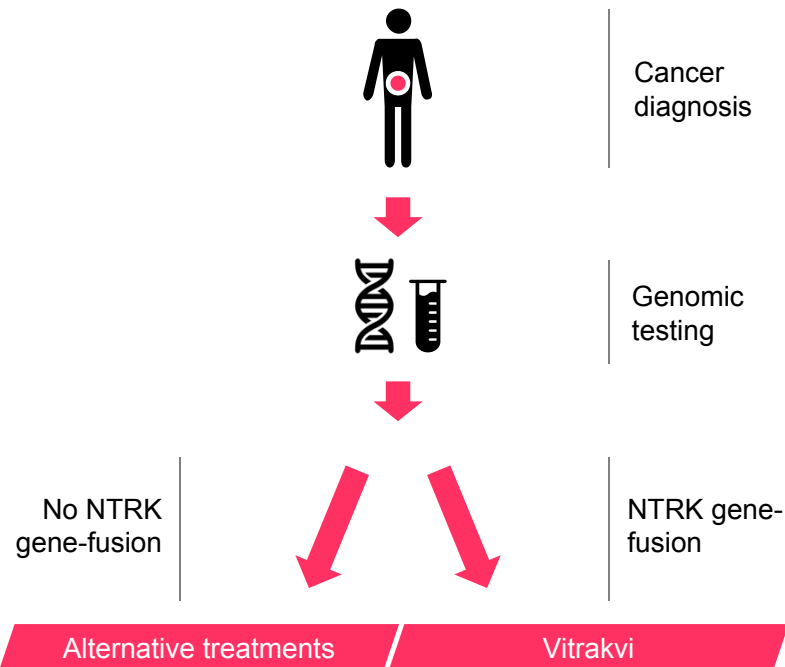 Cancer
diagnosis
Genomic
testing
No NTRK
gene-fusion
NTRK gene-
fusion
Alternative treatments
Vitrakvi